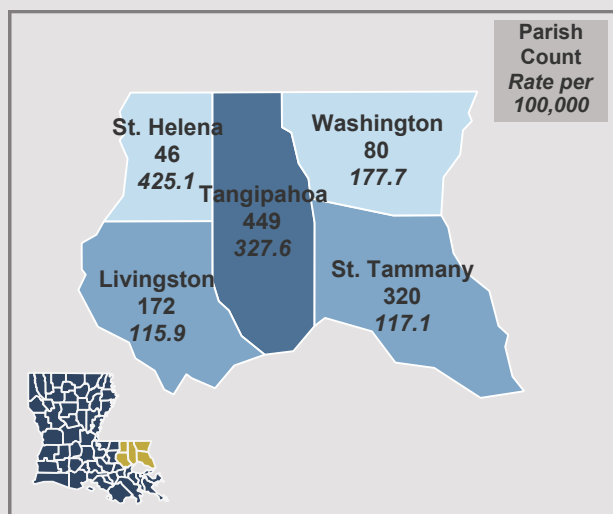 Parish
Count
Rate per
100,000
St. Helena
46
425.1
Washington
80
177.7
Tangipahoa
449
327.6
Livingston
172
115.9
St. Tammany
320
117.1